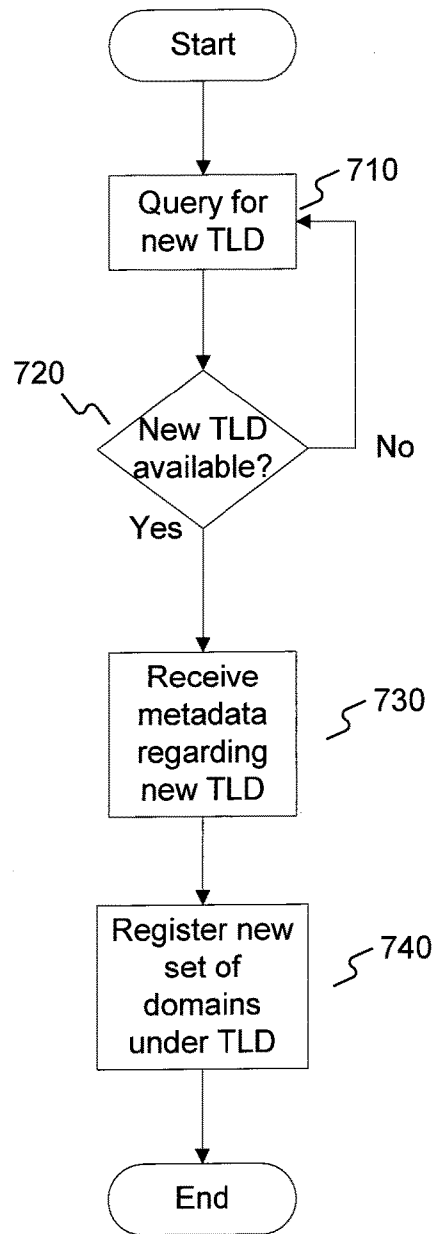 Start
710
Query for
new TLD
720
New TLD
available?
No
Yes
Receive
metadata
regarding
new TLD
730
Register new
set of
domains
under TLD
740
End